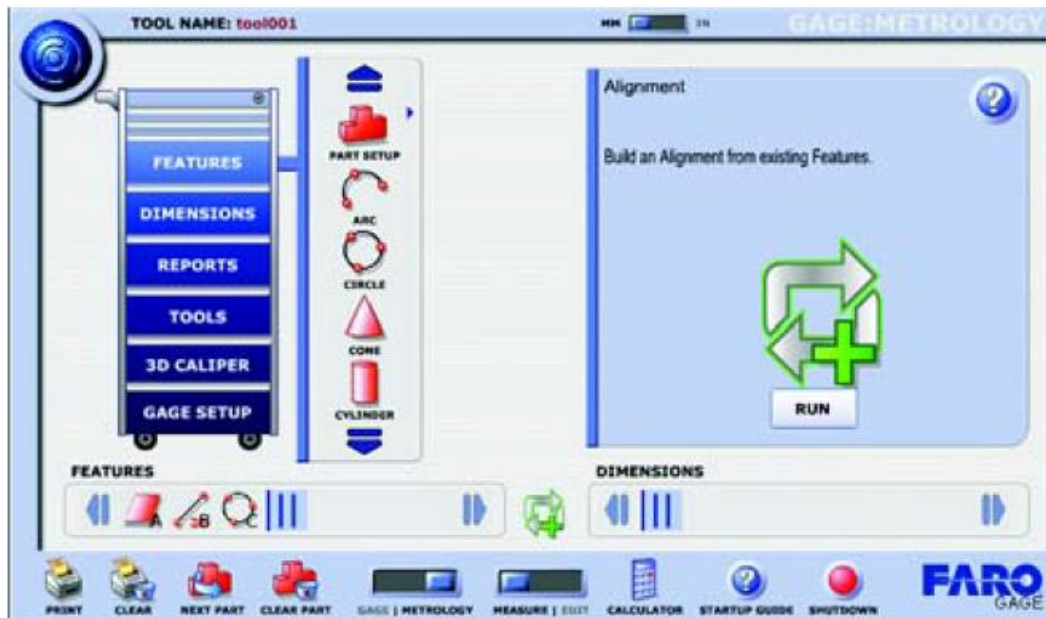 TOOL NAME: tool001
MM
IN
GAGE:METROLOGY
FEATURES
DIMENSIONS
REPORTS
TOOLS
3D CALIPER
GAGE SETUP
PART SETUP
ARC
CIRCLE
CONE
CYLINDER
Alignment
?
Build an Alignment from existing Features.
RUN
FEATURES
A
B
C
DIMENSIONS
PRINT
CLEAR
NEXT PART
CLEAR PART
GAGE | METROLOGY
MEASURE | EDIT
CALCULATOR
?
STARTUP GUIDE
SHUTDOWN
FARO
GAGE